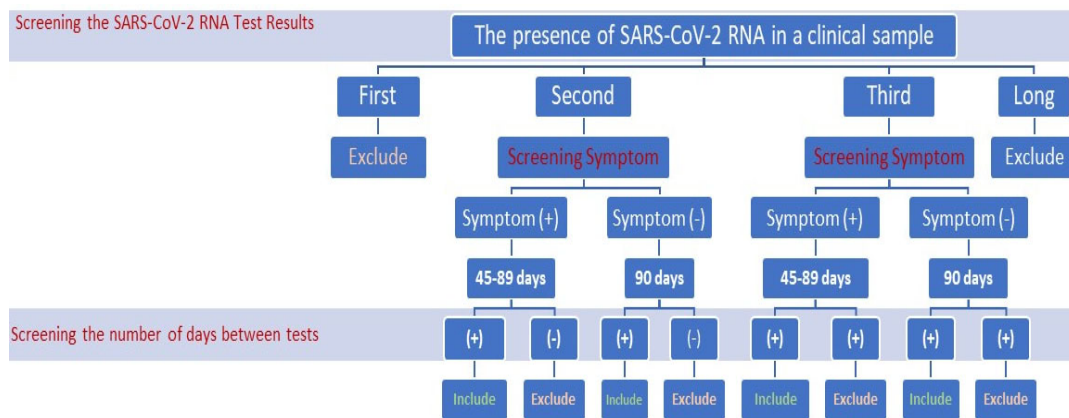 Screening the SARS-CoV-2 RNA Test Results
The presence of SARS-CoV-2 RNA in a clinical sample
First Second Third Long
Exclude Screening Symptom Screening Symptom Exclude
Symptom (+) Symptom (-) Symptom (+) Symptom (-)
45-89 days 90 days 45-89 days 90 days
Screening the number of days between tests
(+) (-) (+) (-) (+) (+) (+) (+)
Include Exclude Include Exclude Include Exclude Include Exclude